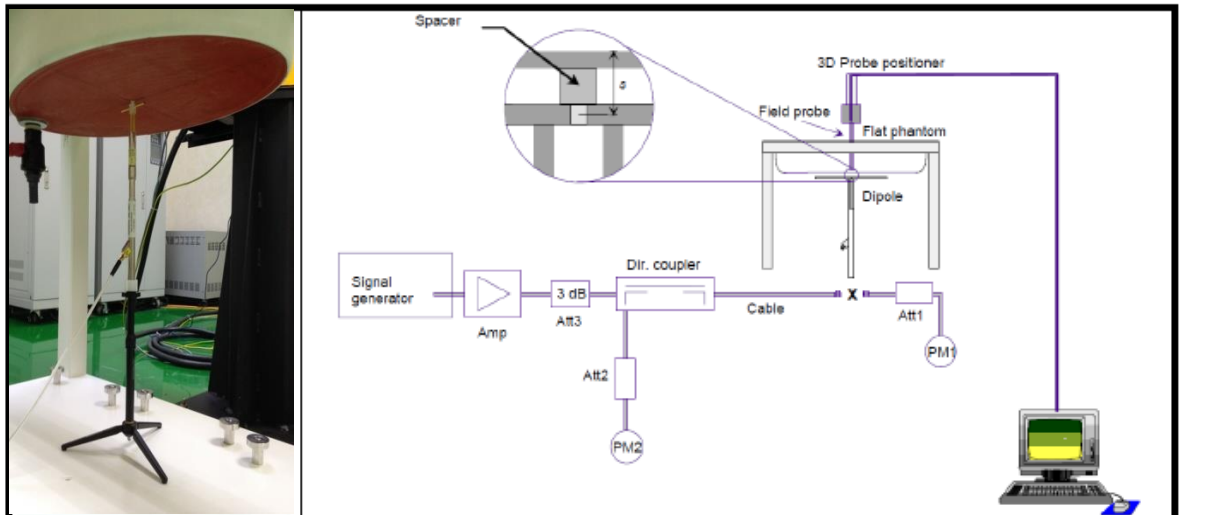 Spacer
s
3D Probe positioner
Field probe
Flat phantom
Dipole
Signal
generator
Amp
3 dB
Att3
Dir. coupler
Cable
X
Att1
PM1
Att2
PM2